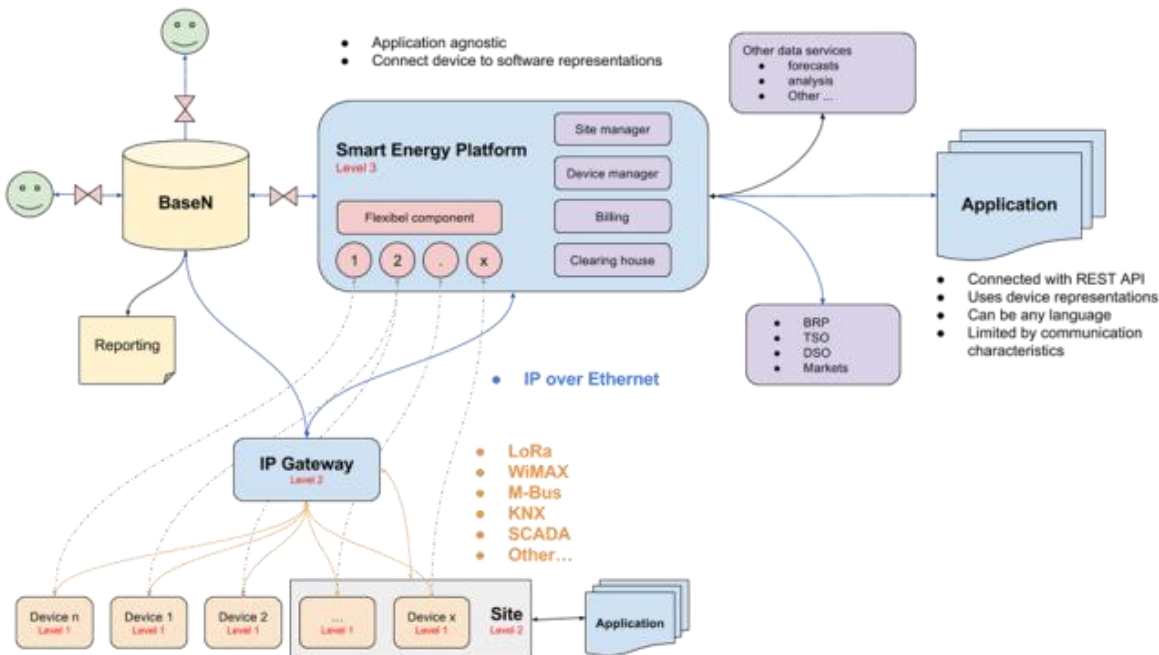 ● Application agnostic
● Connect device to software representations
Other data services
● forecasts
● analysis
● Other ...
Smart Energy Platform
Level 3
Site manager
Device manager
Billing
Clearing house
Flexibel component
1
2
.
x
BaseN
Reporting
Application
● Connected with REST API
● Uses device representations
● Can be any language
● Limited by communication
characteristics
● BRP
● TSO
● DSO
● Markets
● IP over Ethernet
IP Gateway
Level 2
● LoRa
● WiMAX
● M-Bus
● KNX
● SCADA
● Other...
Device n
Level 1
Device 1
Level 1
Device 2
Level 1
...
Level 1
Device x
Level 1
Site
Level 2
Application